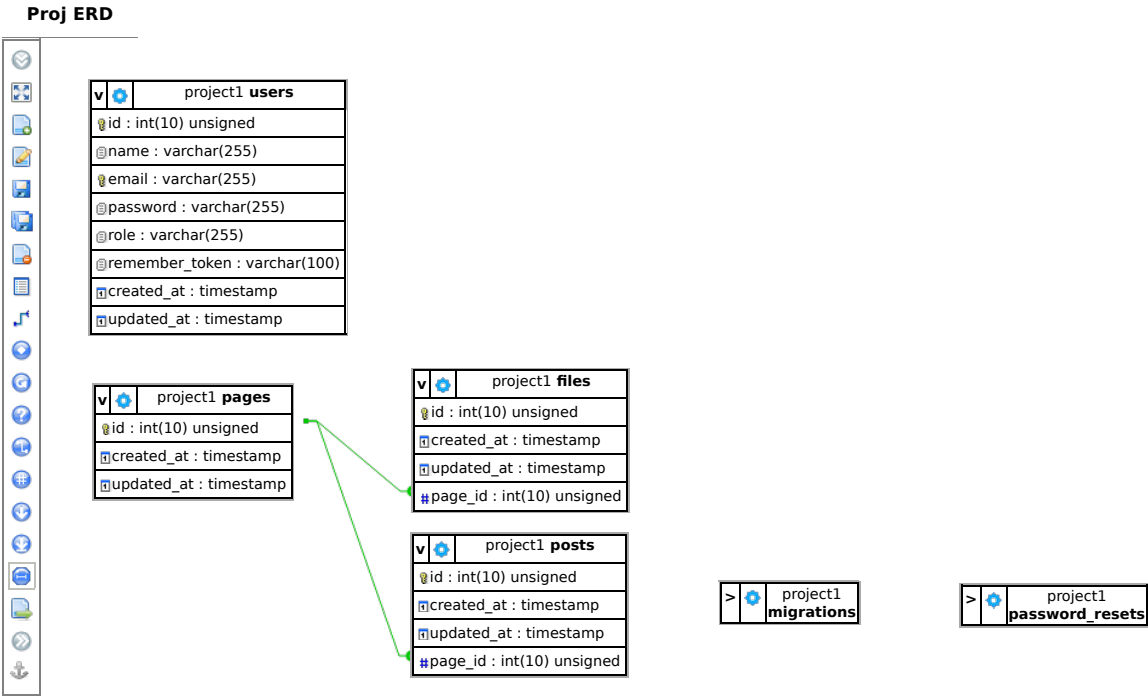 Proj ERD
v project1 users
id : int(10) unsigned
name : varchar(255)
email : varchar(255)
password : varchar(255)
role : varchar(255)
remember_token : varchar(100)
created_at : timestamp
updated_at : timestamp
v project1 pages
id : int(10) unsigned
created_at : timestamp
updated_at : timestamp
v project1 files
id : int(10) unsigned
created_at : timestamp
updated_at : timestamp
#page_id : int(10) unsigned
v project1 posts
id : int(10) unsigned
created_at : timestamp
updated_at : timestamp
#page_id : int(10) unsigned
> project1
migrations
> project1
password_resets